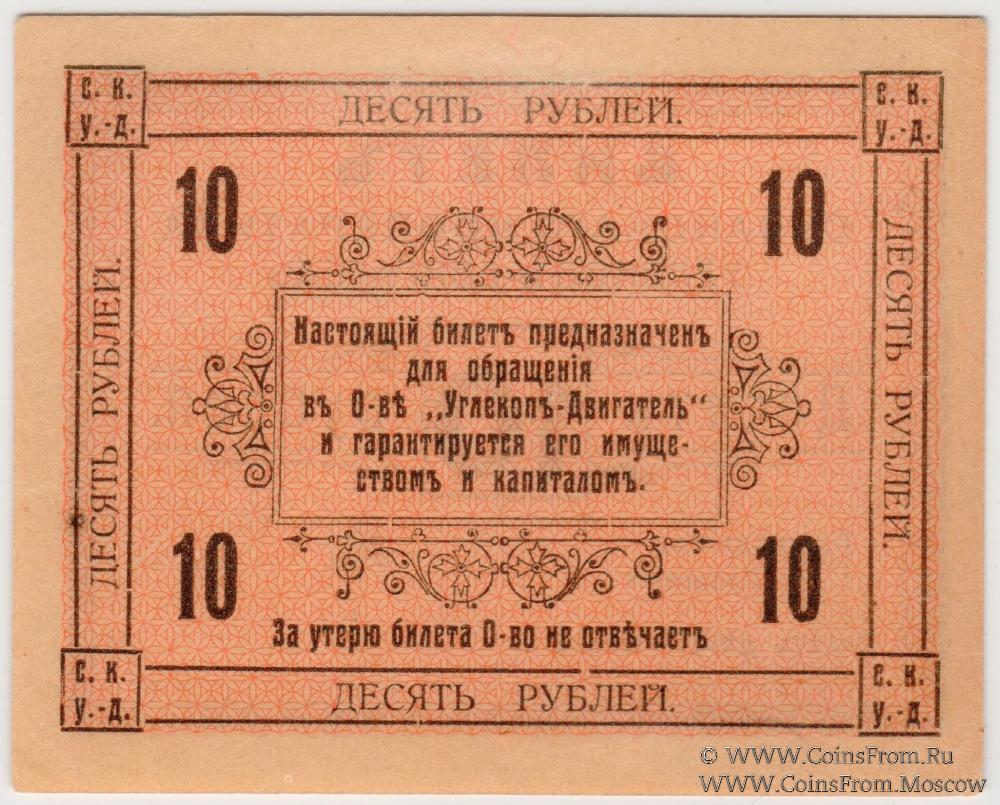 С. К.
У.-Д.
ДЕСЯТЬ РУБЛЕЙ.
С. К.
У.-Д.
10
10
ДЕСЯТЬ РУБЛЕЙ.
ДЕСЯТЬ РУБЛЕЙ.
Настоящій билетъ предназначенъ
для обращенія
въ О-вѣ „Углекопъ-Двигатель“
и гарантируется его имуще-
ствомъ и капиталомъ.
10
10
За утерю билета О-во не отвѣчаетъ
С. К.
У.-Д.
ДЕСЯТЬ РУБЛЕЙ.
С. К.
У.-Д.
© WWW.CoinsFrom.Ru
WWW.CoinsFrom.Moscow